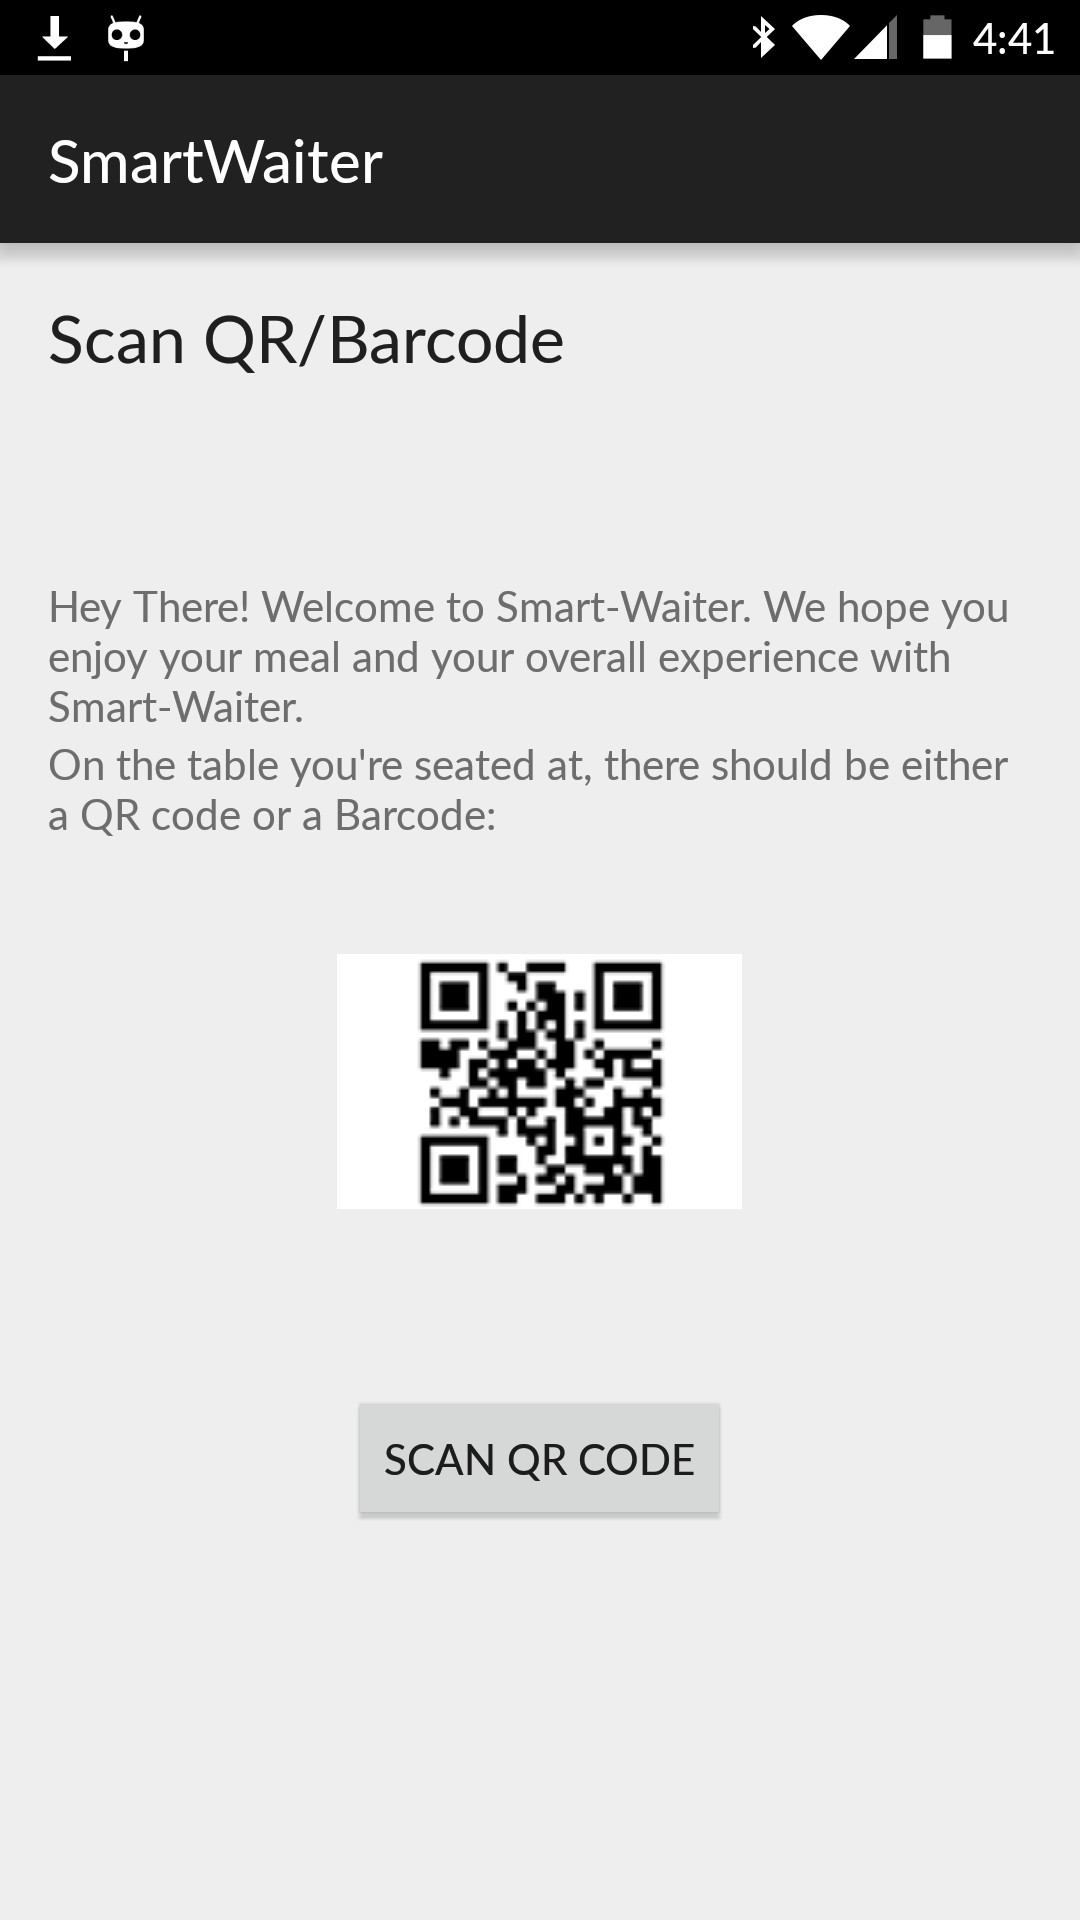 4:41
SmartWaiter
Scan QR/Barcode
Hey There! Welcome to Smart-Waiter. We hope you
enjoy your meal and your overall experience with
Smart-Waiter.
On the table you're seated at, there should be either
a QR code or a Barcode:
SCAN QR CODE